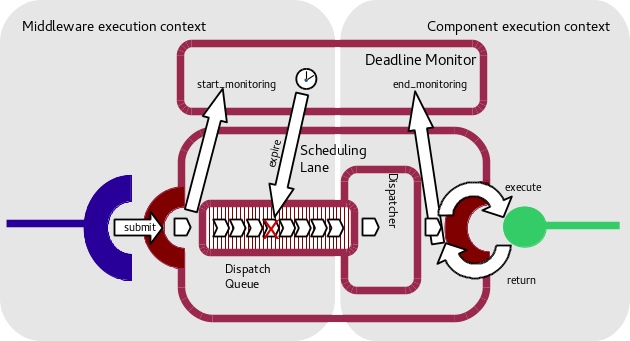 Middleware execution context
Component execution context
Deadline Monitor
start_monitoring
end_monitoring
expire
Scheduling
Lane
Dispatcher
execute
submit
Dispatch
Queue
return